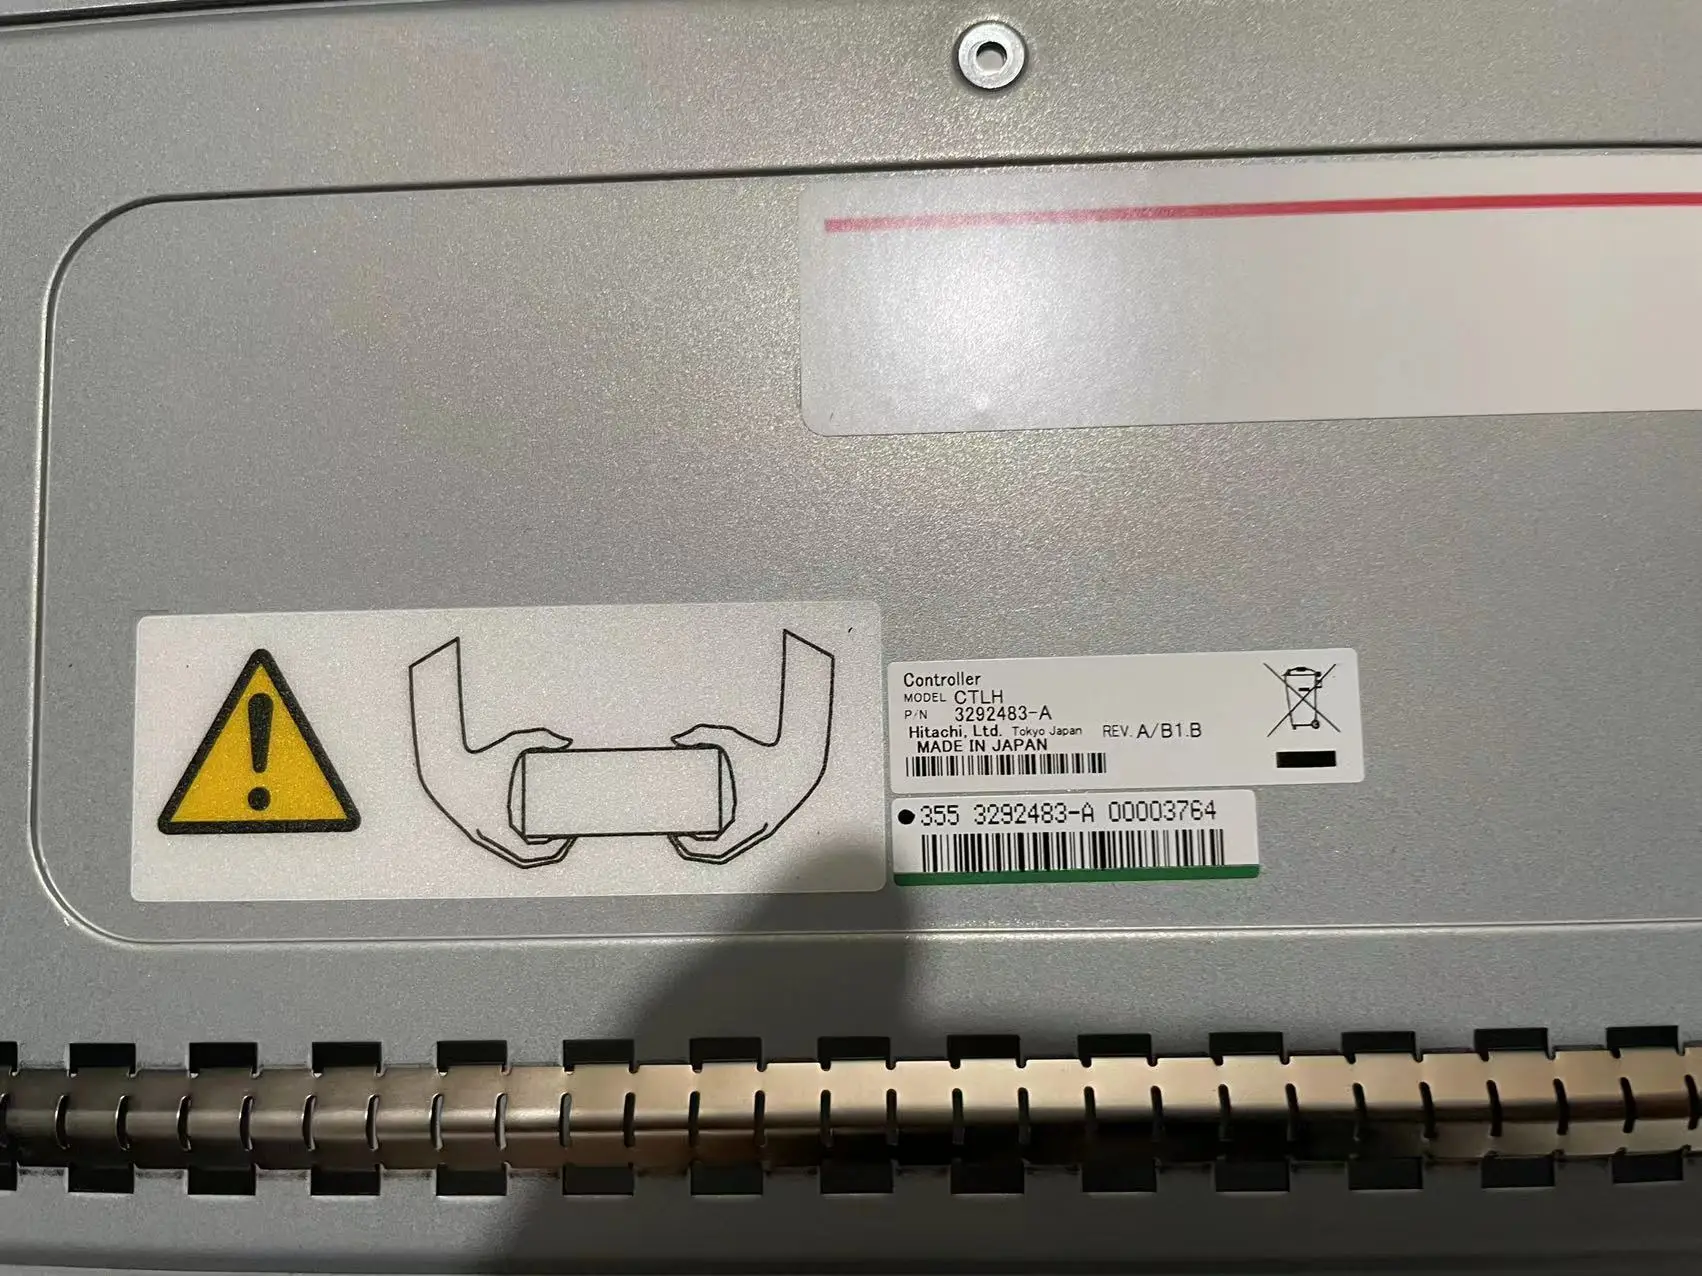 Controller
MODEL CTLH
P/N 3292483-A
Hitachi, Ltd. Tokyo Japan REV. A/B1.B
MADE IN JAPAN
355 3292483-A 00003764